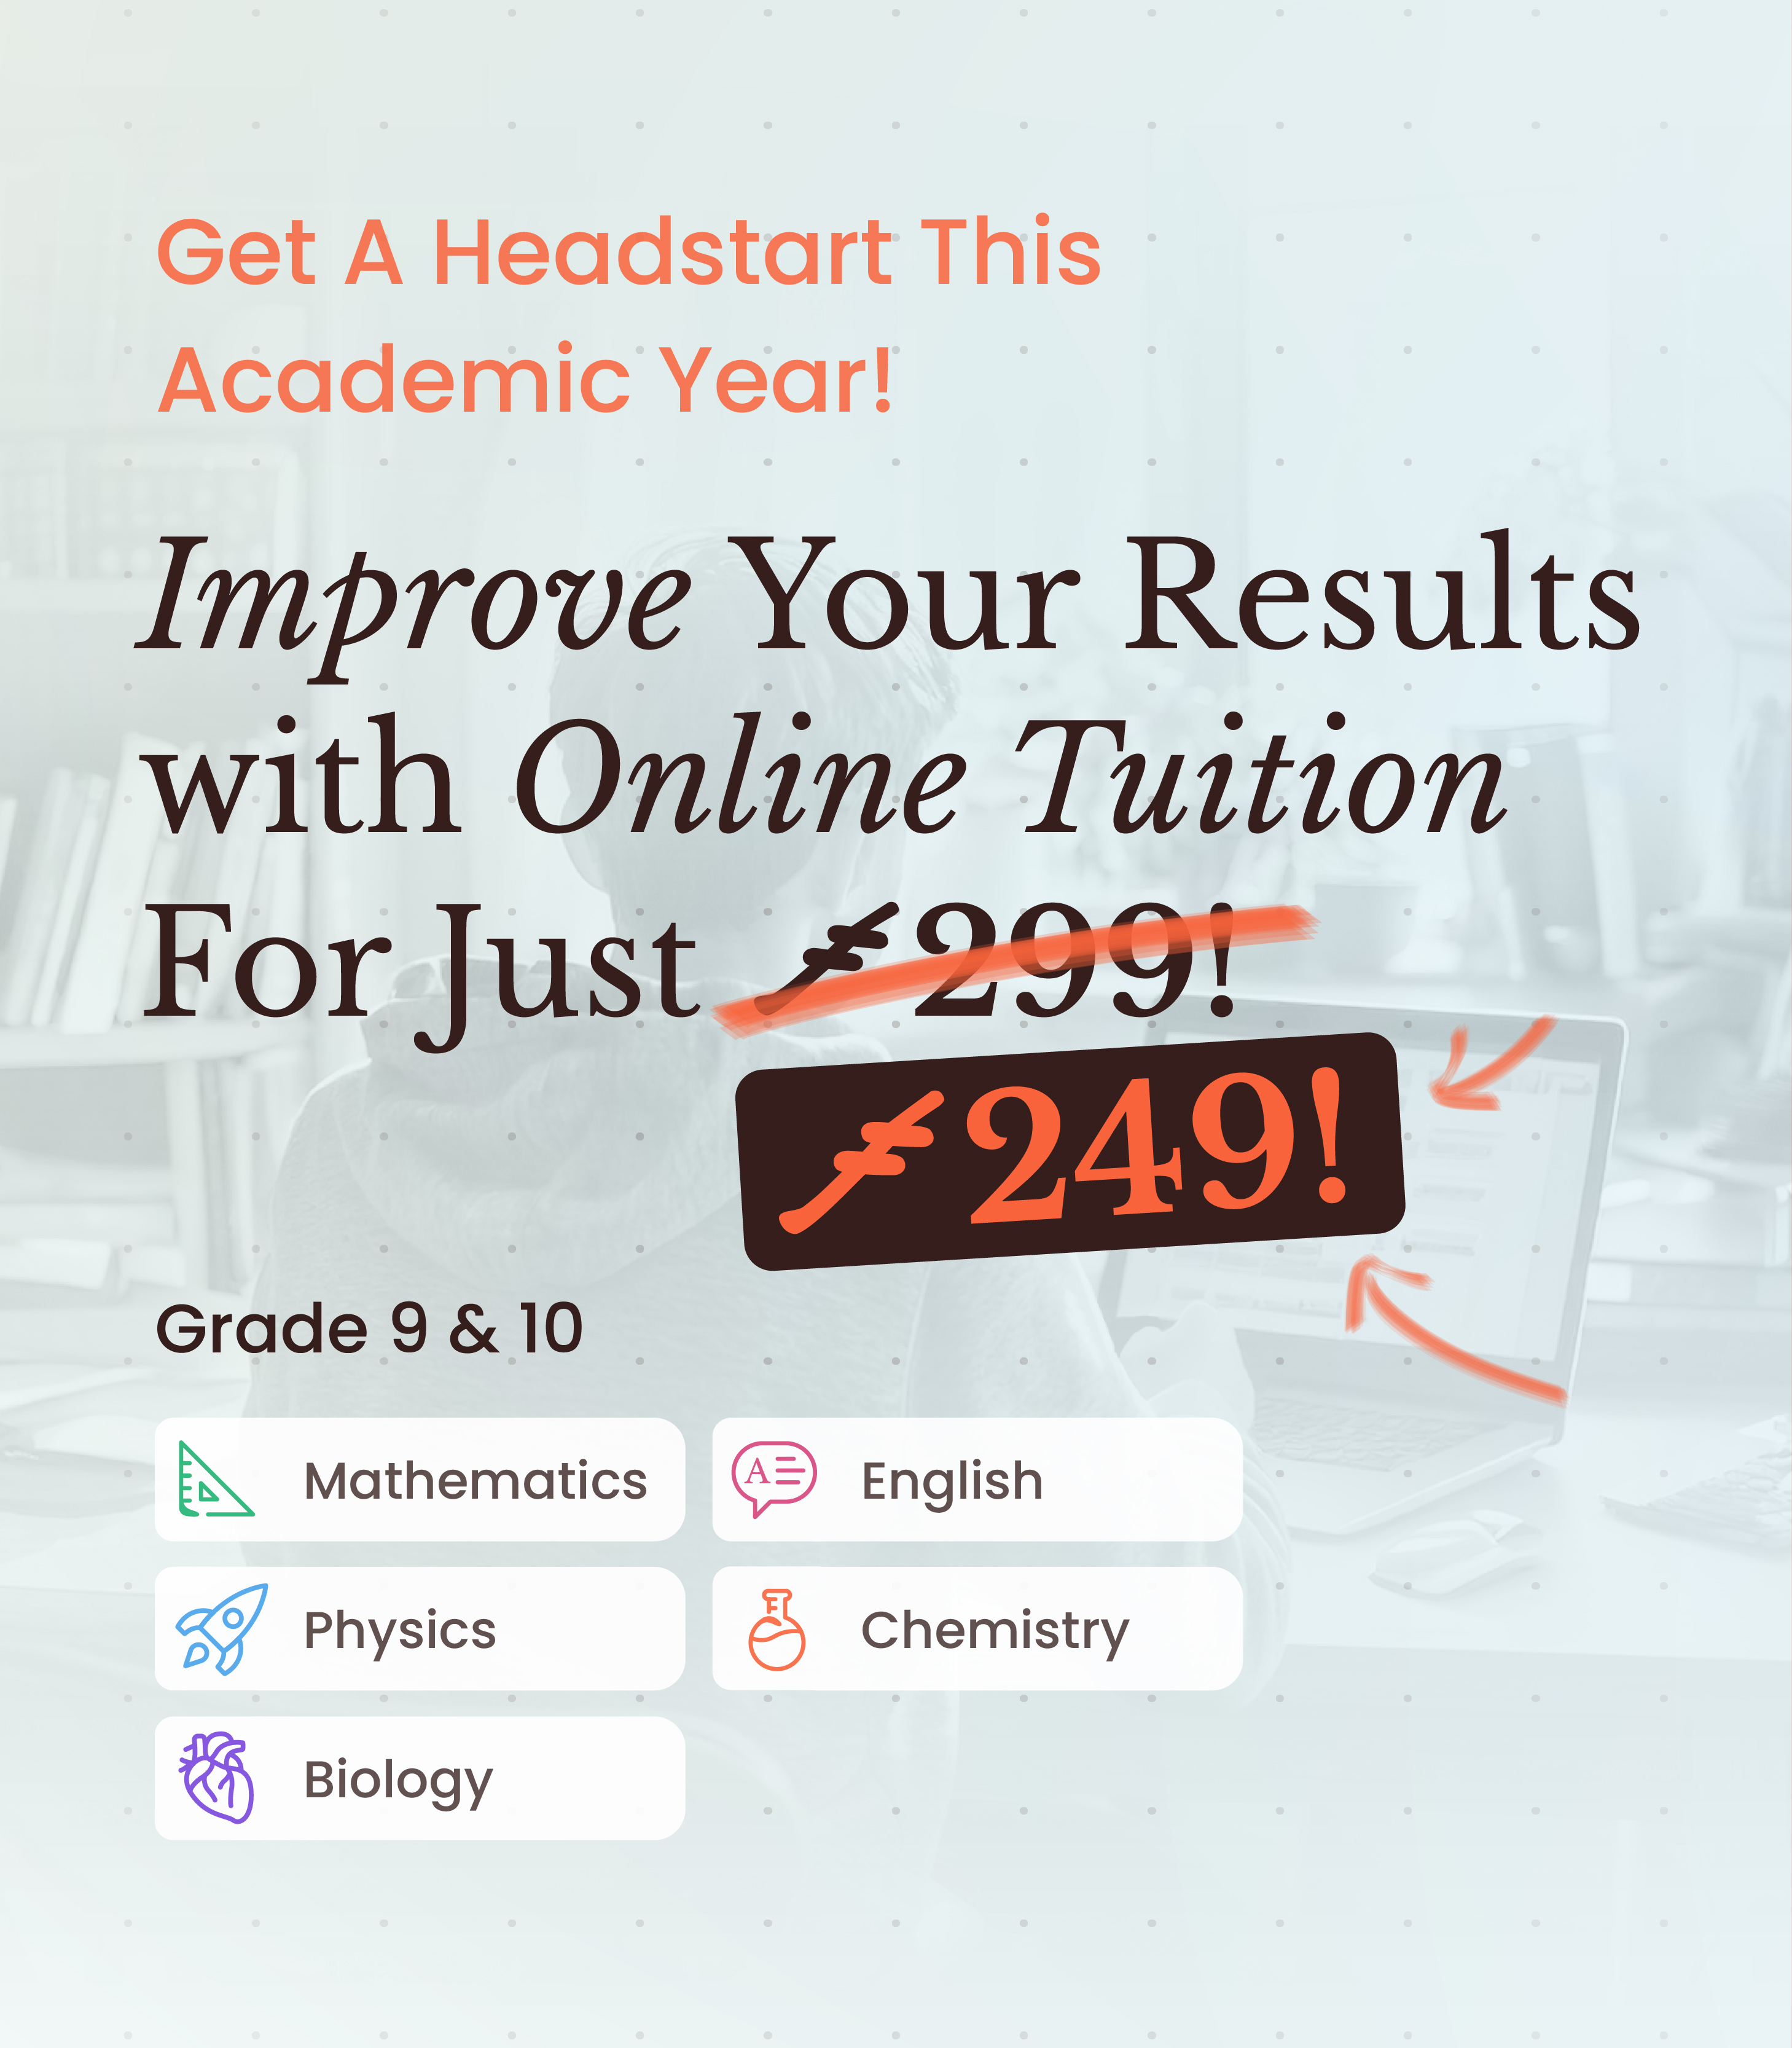 Get A Headstart This
Academic Year!
Improve Your Results
with Online Tuition
For Just 299!
249!
Grade 9 & 10
Mathematics
English
Physics
Chemistry
Biology